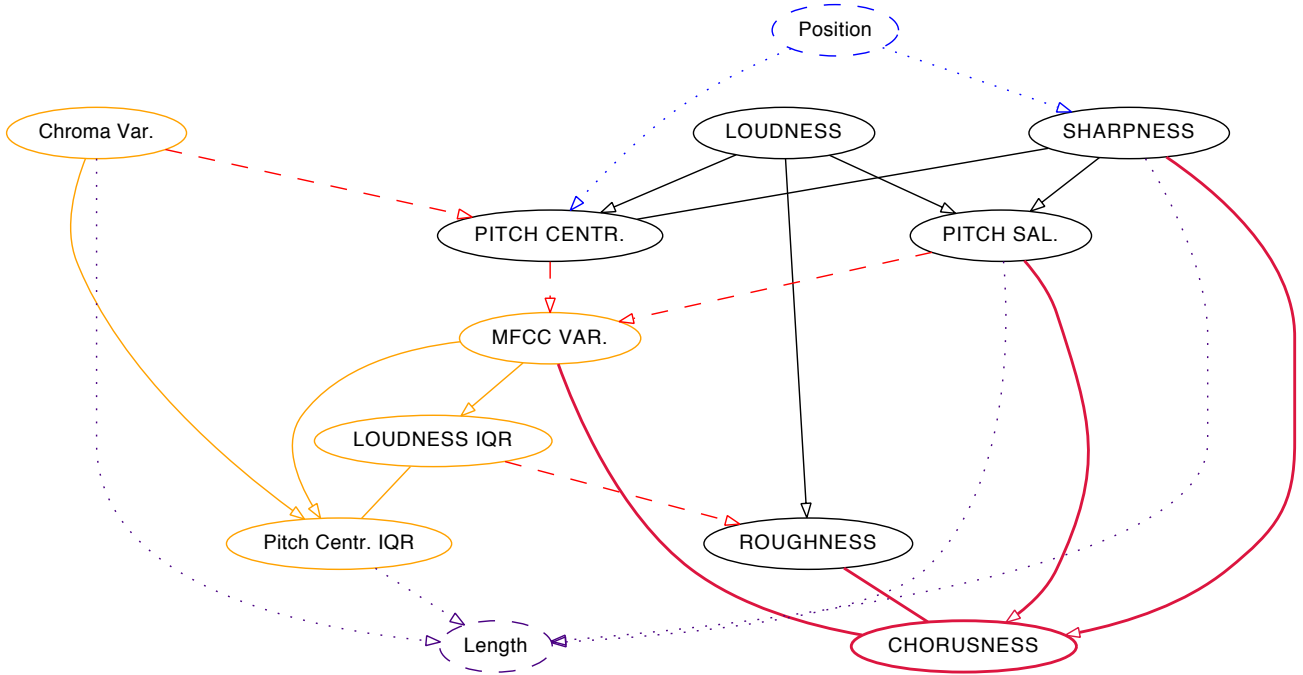 Position
Chroma Var.
LOUDNESS
SHARPNESS
PITCH CENTR.
PITCH SAL.
MFCC VAR.
LOUDNESS IQR
Pitch Centr. IQR
ROUGHNESS
Length
CHORUSNESS